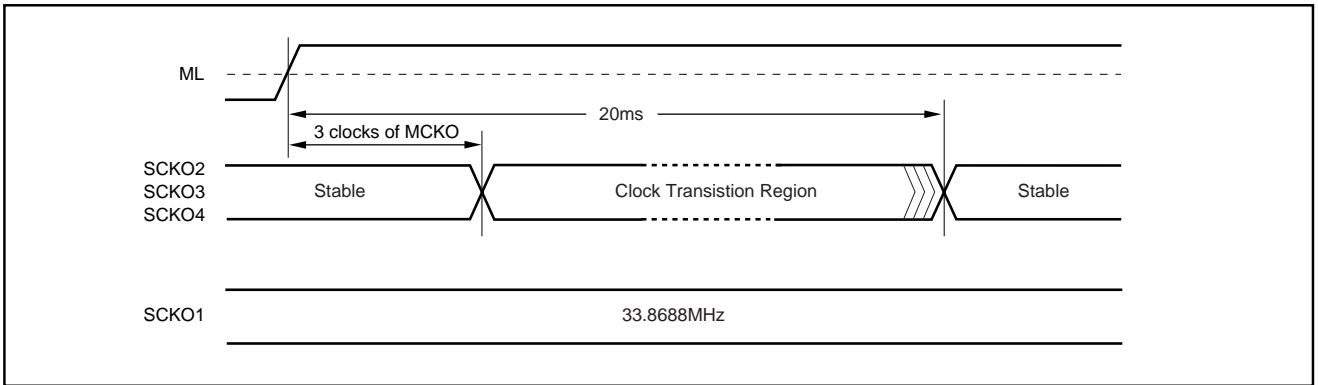 ML
20ms
3 clocks of MCKO
SCKO2
SCKO3
SCKO4
Stable
Clock Transistion Region
Stable
SCKO1
33.8688MHz